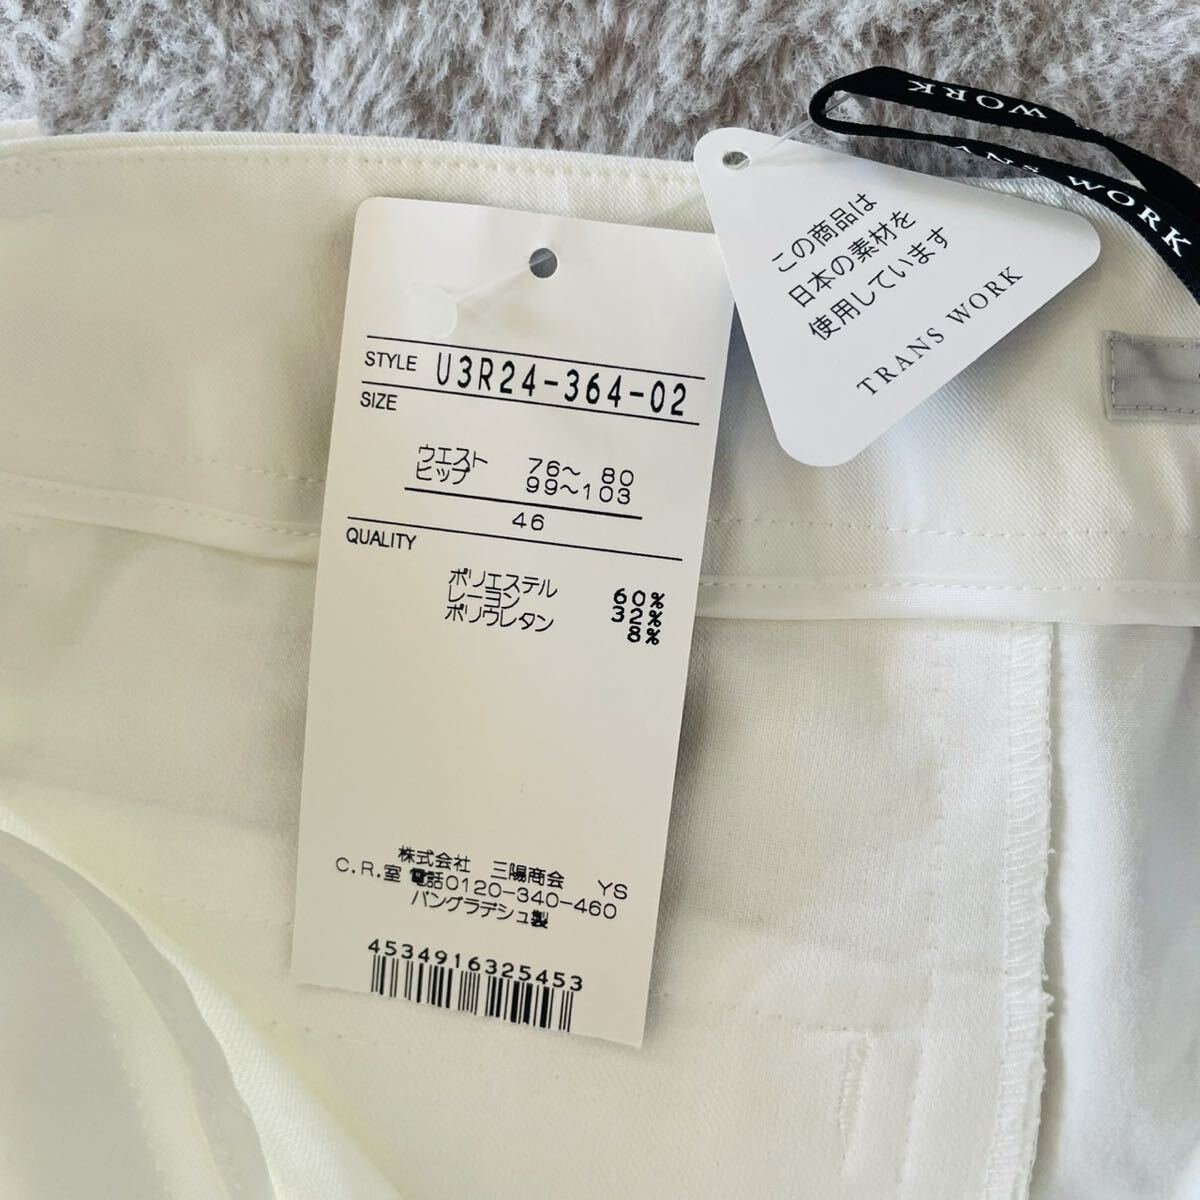 WORK
ANS WORK
この商品は
日本の素材を
使用しています
TRANS WORK
STYLE U3R24-364-02
SIZE
ウエスト 76～ 80
ヒップ 99～103
46
QUALITY
ポリエステル 60%
レーヨン 32%
ポリウレタン 8%
株式会社 三陽商会 YS
C.R.室 電話0120-340-460
バングラデシュ製
4534916325453